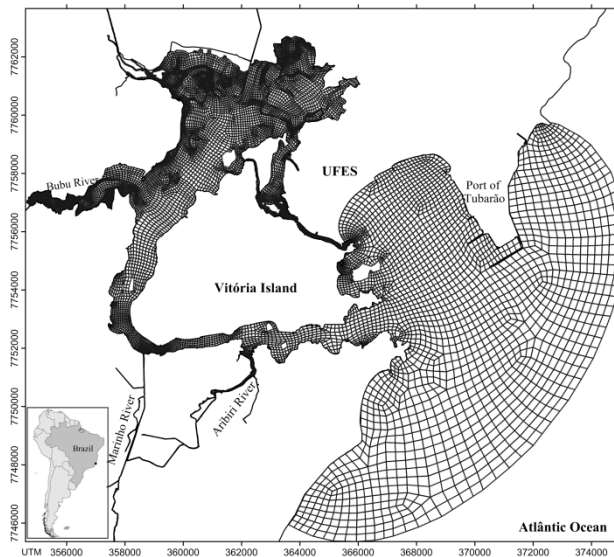 7762000
7760000
7758000
7756000
7754000
7752000
7750000
7748000
7746000
Bubu River
UFES
Port of
Tubarão
Vitória Island
Marinho River
Aribiri River
Brazil
Atlântic Ocean
UTM 356000 358000 360000 362000 364000 366000 368000 370000 372000 374000